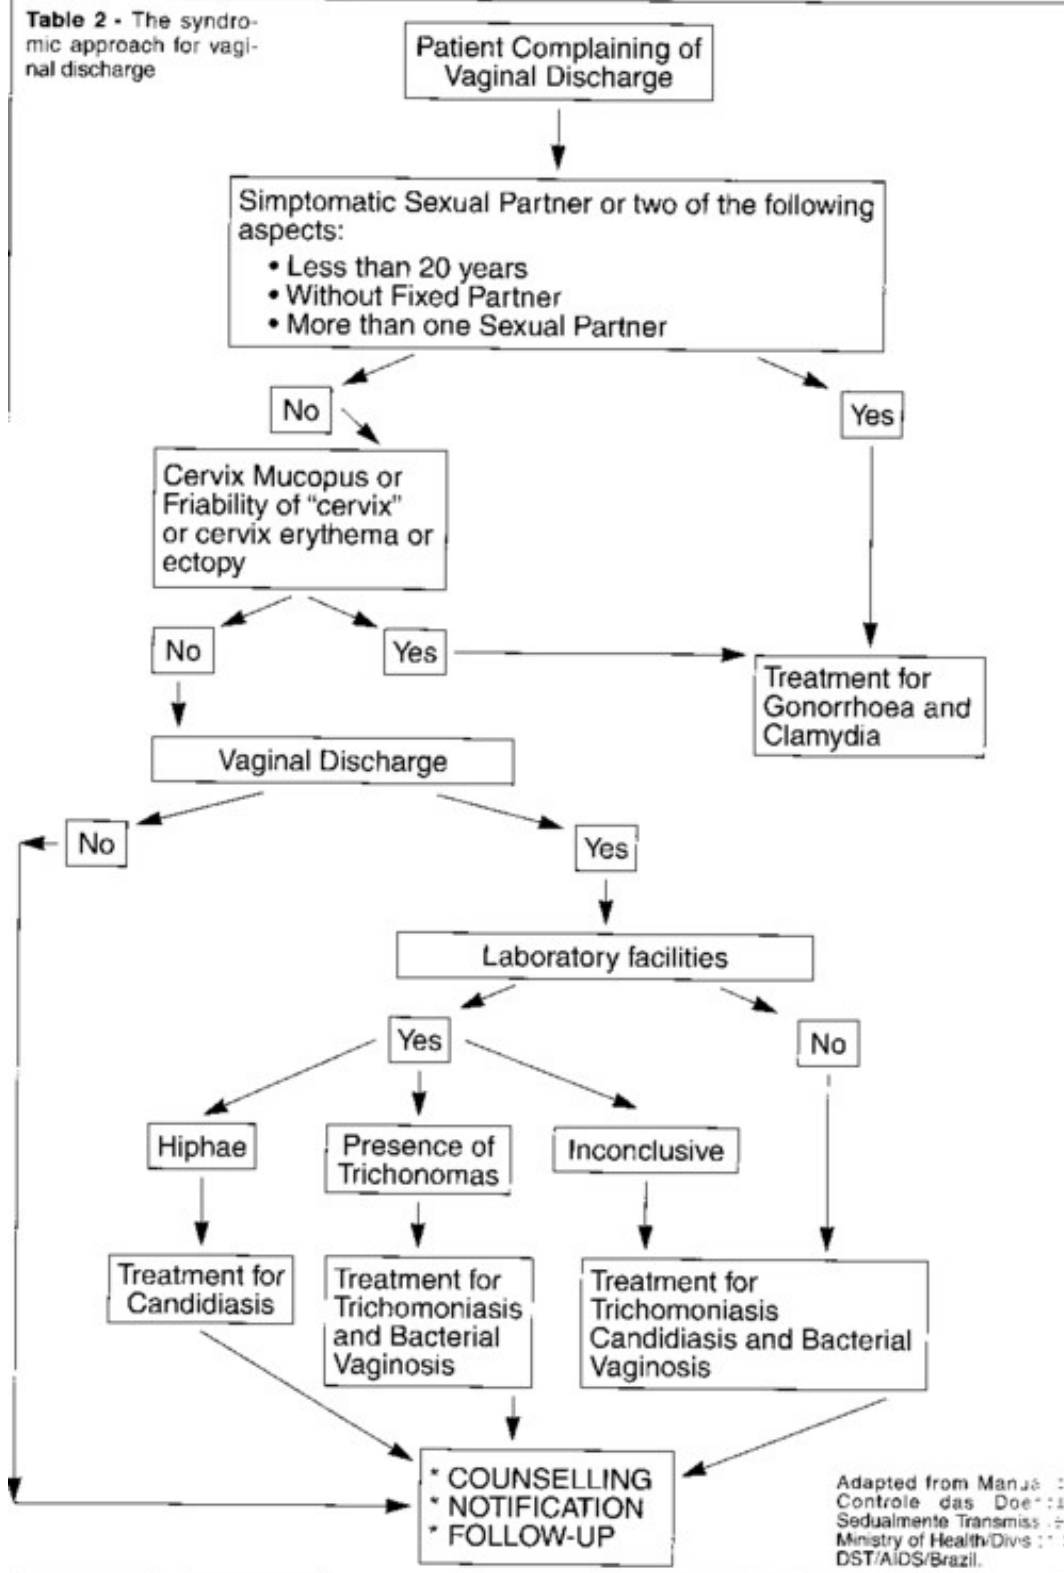 Table 2 - The syndro-
mic approach for vagi-
nal discharge
Patient Complaining of
Vaginal Discharge
Simptomatic Sexual Partner or two of the following
aspects:
• Less than 20 years
• Without Fixed Partner
• More than one Sexual Partner
No
Yes
Cervix Mucopus or
Friability of "cervix"
or cervix erythema or
ectopy
No
Yes
Treatment for
Gonorrhoea and
Clamydia
Vaginal Discharge
No
Yes
Laboratory facilities
Yes
No
Hiphae
Presence of
Trichonomas
Inconclusive
Treatment for
Candidiasis
Treatment for
Trichomoniasis
and Bacterial
Vaginosis
Treatment for
Trichomoniasis
Candidiasis and Bacterial
Vaginosis
* COUNSELLING
* NOTIFICATION
* FOLLOW-UP
Adapted from
Controle das
Sedualmente
Ministry of Health/
DST/AIDS/Brazil.